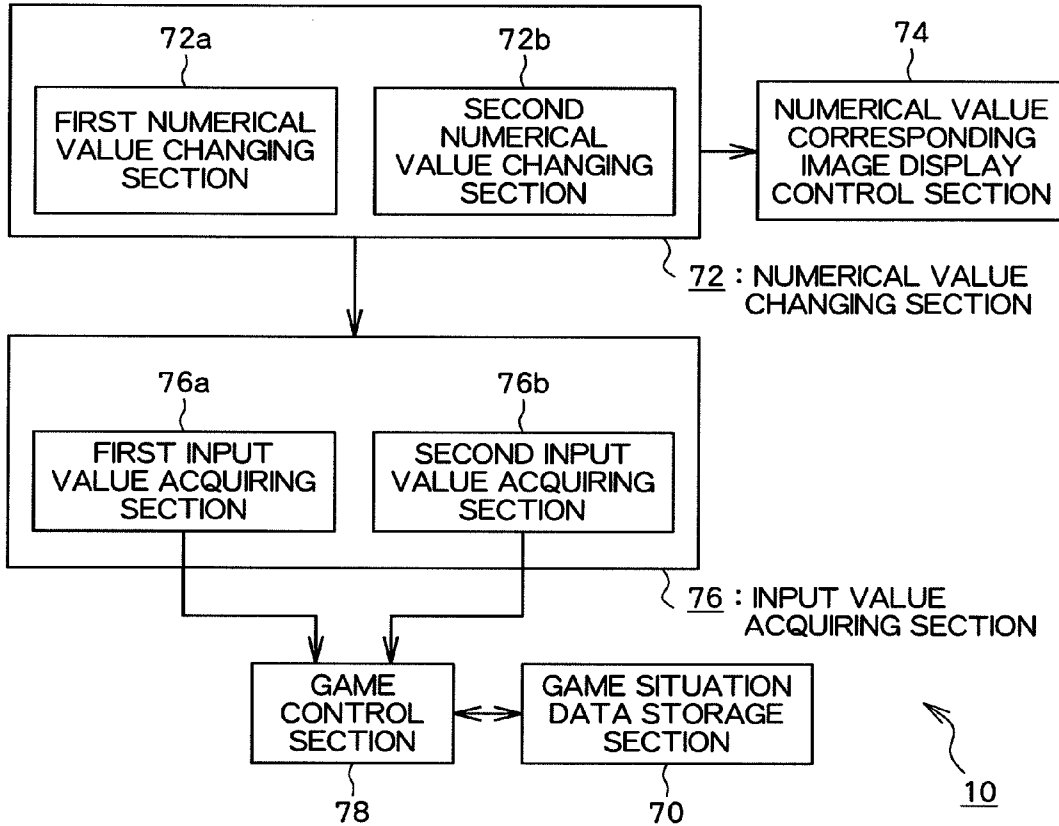 72a
72b
74
FIRST NUMERICAL
VALUE CHANGING
SECTION
SECOND
NUMERICAL
VALUE CHANGING
SECTION
NUMERICAL VALUE
CORRESPONDING
IMAGE DISPLAY
CONTROL SECTION
72 : NUMERICAL VALUE
CHANGING SECTION
76a
76b
FIRST INPUT
VALUE ACQUIRING
SECTION
SECOND INPUT
VALUE ACQUIRING
SECTION
76 : INPUT VALUE
ACQUIRING SECTION
GAME
CONTROL
SECTION
GAME SITUATION
DATA STORAGE
SECTION
78
70
10